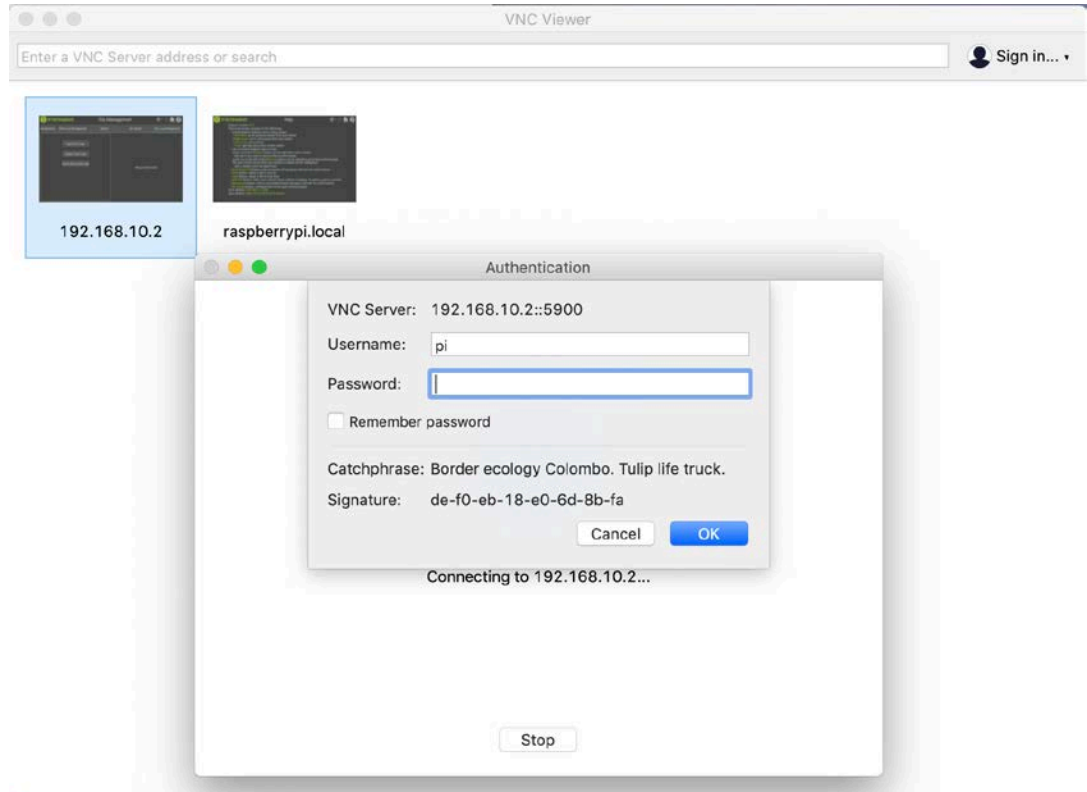 VNC Viewer
Enter a VNC Server address or search
Sign in...
192.168.10.2
raspberrypi.local
Authentication
VNC Server: 192.168.10.2::5900
Username: pi
Password:
Remember password
Catchphrase: Border ecology Colombo. Tulip life truck.
Signature: de-f0-eb-18-e0-6d-8b-fa
Cancel OK
Connecting to 192.168.10.2...
Stop